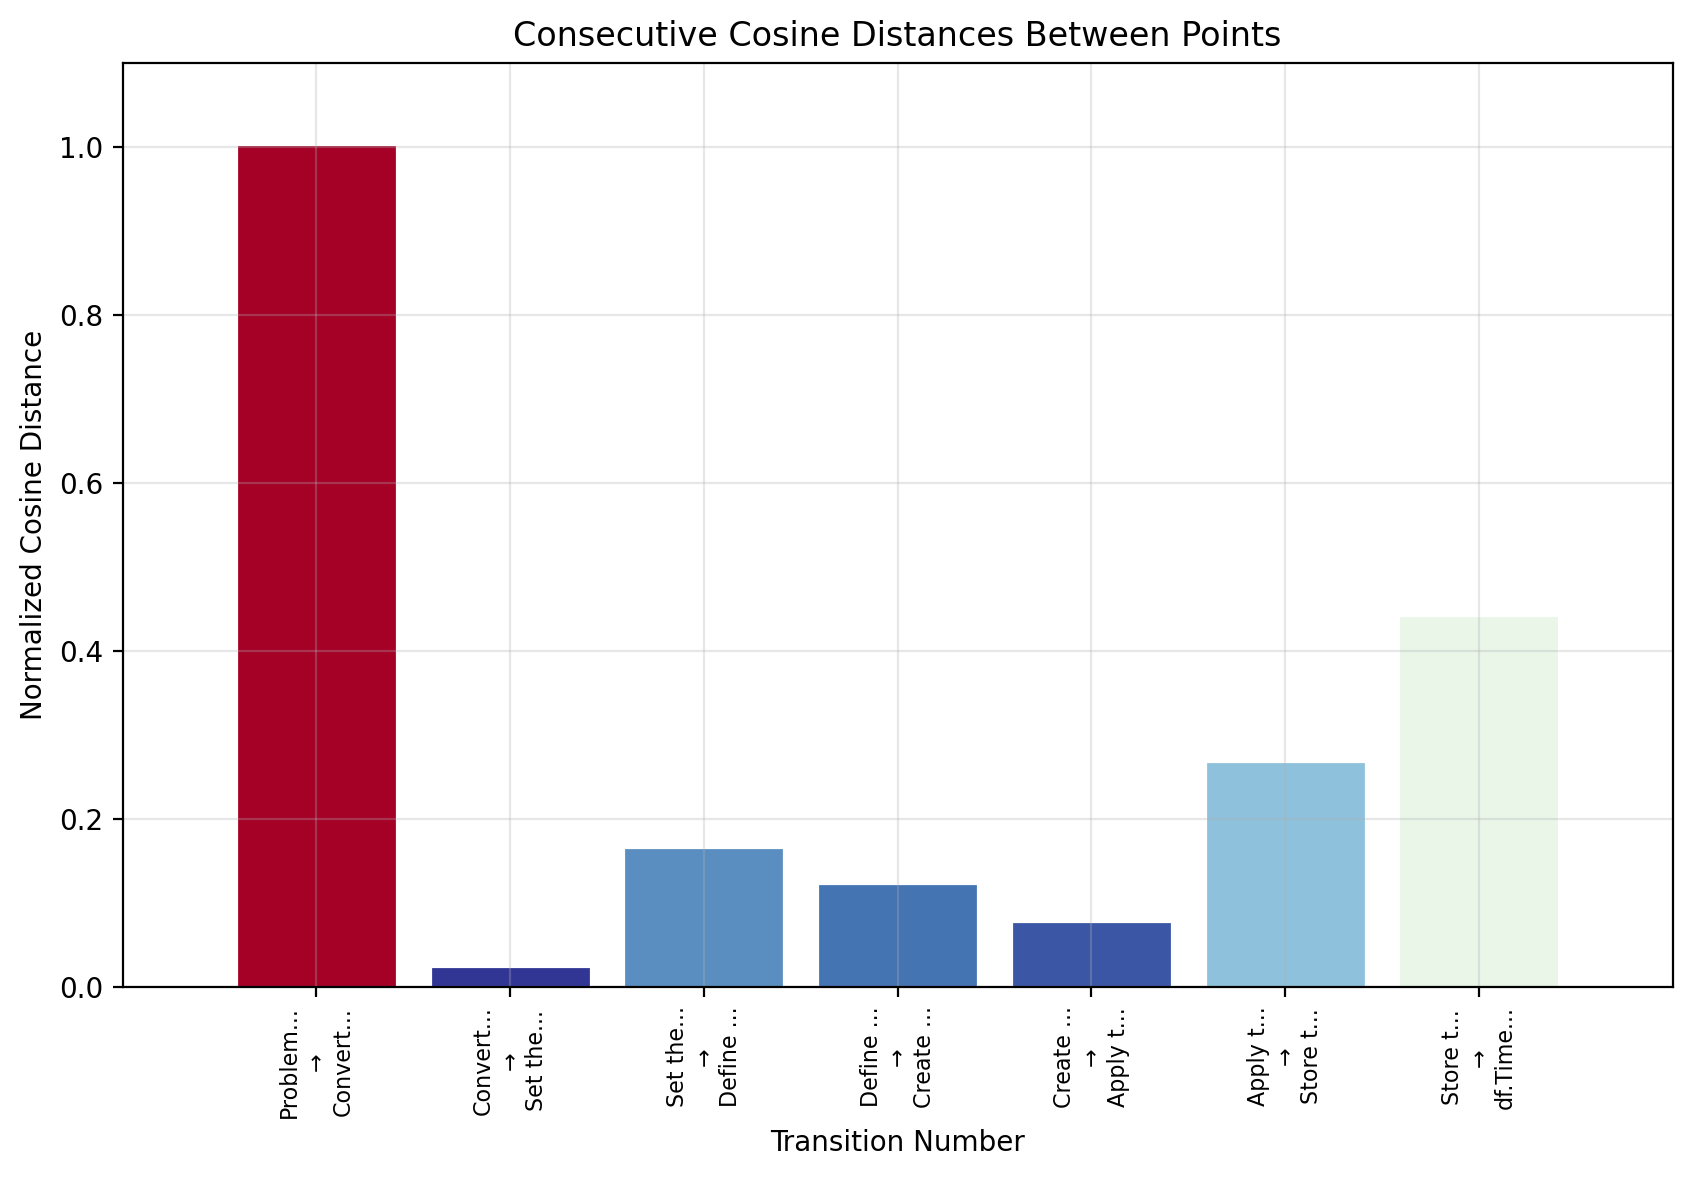 Consecutive Cosine Distances Between Points
Normalized Cosine Distance
1.0
0.8
0.6
0.4
0.2
0.0
Problem...
→
Convert...
Convert...
→
Set the...
Set the...
→
Define ...
Define ...
→
Create ...
Create ...
→
Apply t...
Apply t...
→
Store t...
Store t...
→
df.Time...
Transition Number